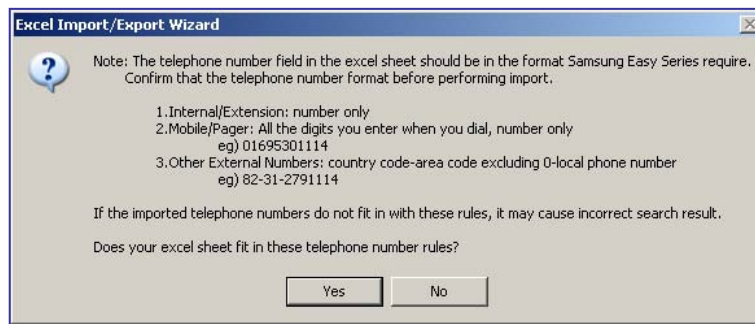 Excel Import/Export Wizard
Note: The telephone number field in the excel sheet should be in the format Samsung Easy Series require.
Confirm that the telephone number format before performing import.
1.Internal/Extension: number only
2.Mobile/Pager: All the digits you enter when you dial, number only
eg) 01695301114
3.Other External Numbers: country code-area code excluding 0-local phone number
eg) 82-31-2791114
If the imported telephone numbers do not fit in with these rules, it may cause incorrect search result.
Does your excel sheet fit in these telephone number rules?
Yes No